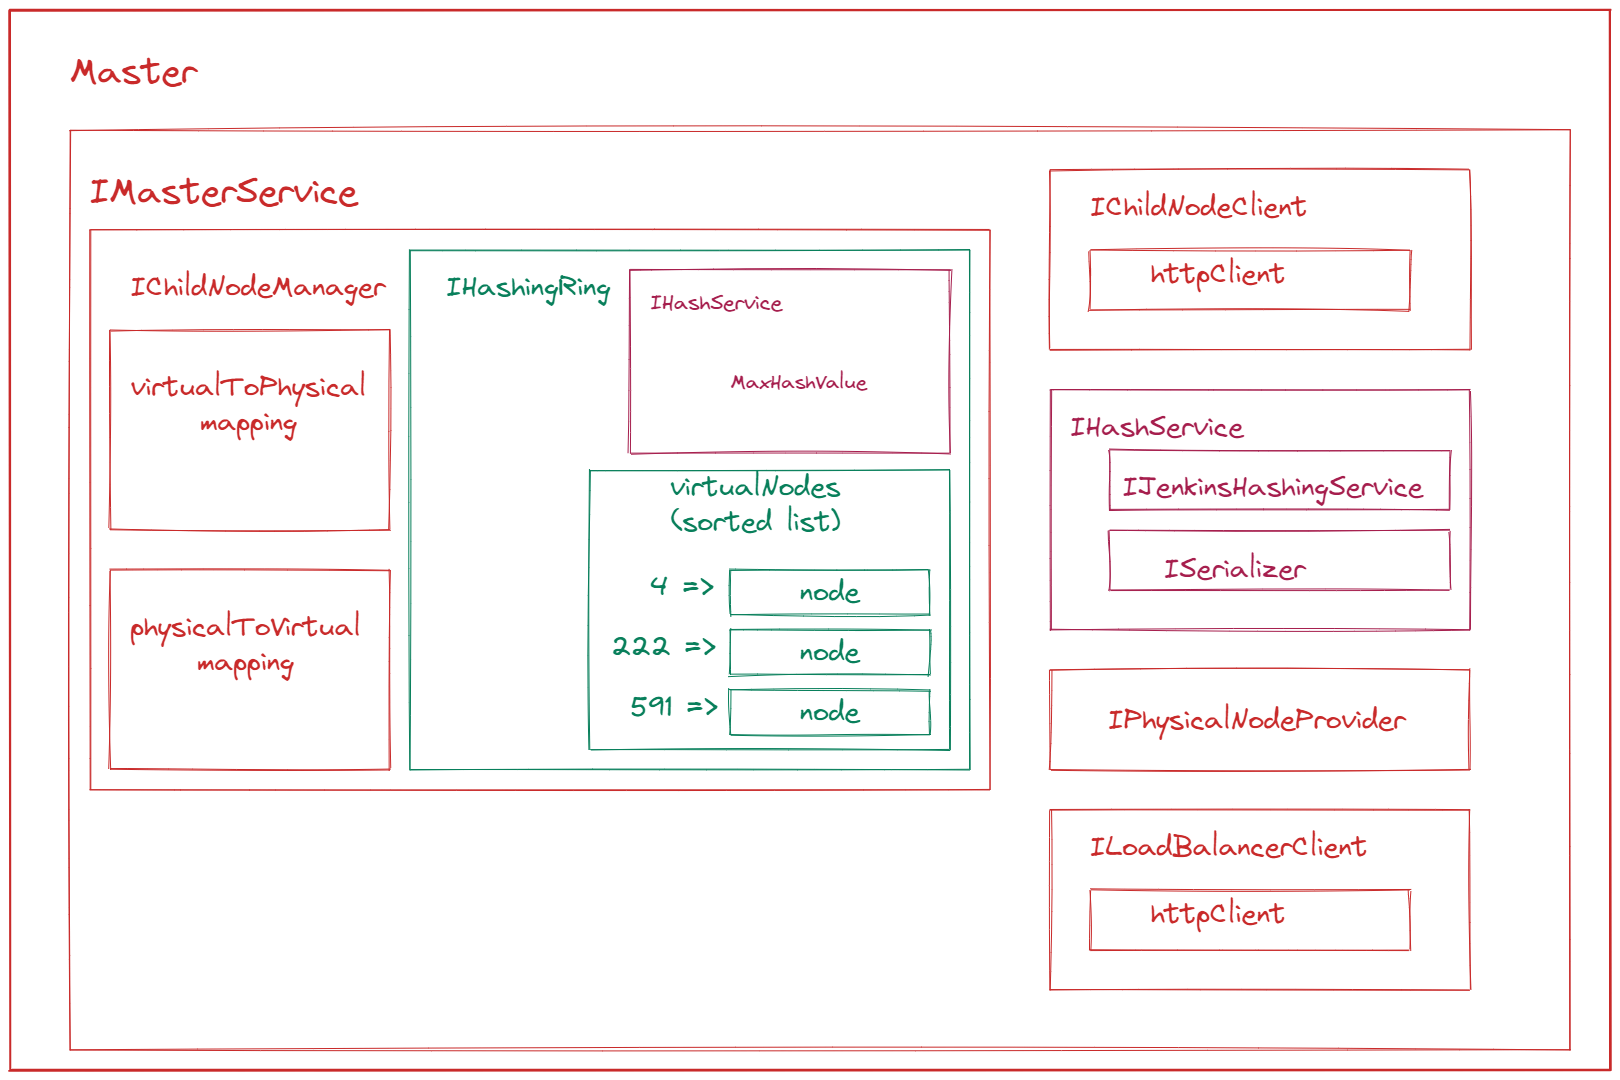 Master
IMasterService
IChildNodeManager
virtualToPhysical
mapping
physicalToVirtual
mapping
IHashingRing
IHashService
MaxHashValue
virtualNodes
(sorted list)
4 => node
222 => node
591 => node
IChildNodeClient
httpClient
IHashService
IJenkinsHashingService
ISerializer
IPhysicalNodeProvider
ILoadBalancerClient
httpClient